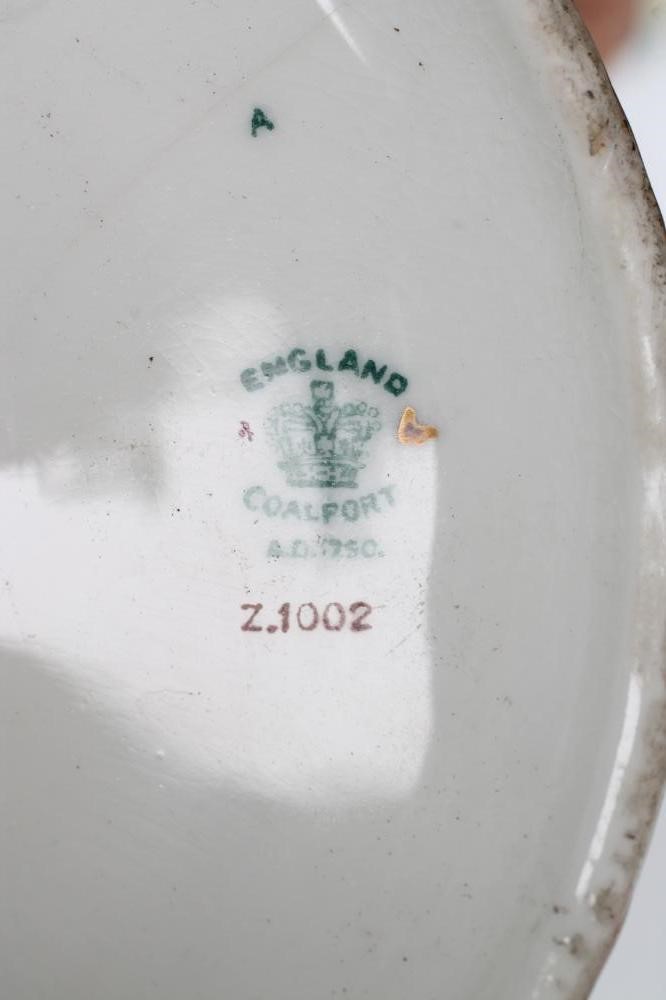 A
ENGLAND
COALPORT
A.D.1750.
Z.1002